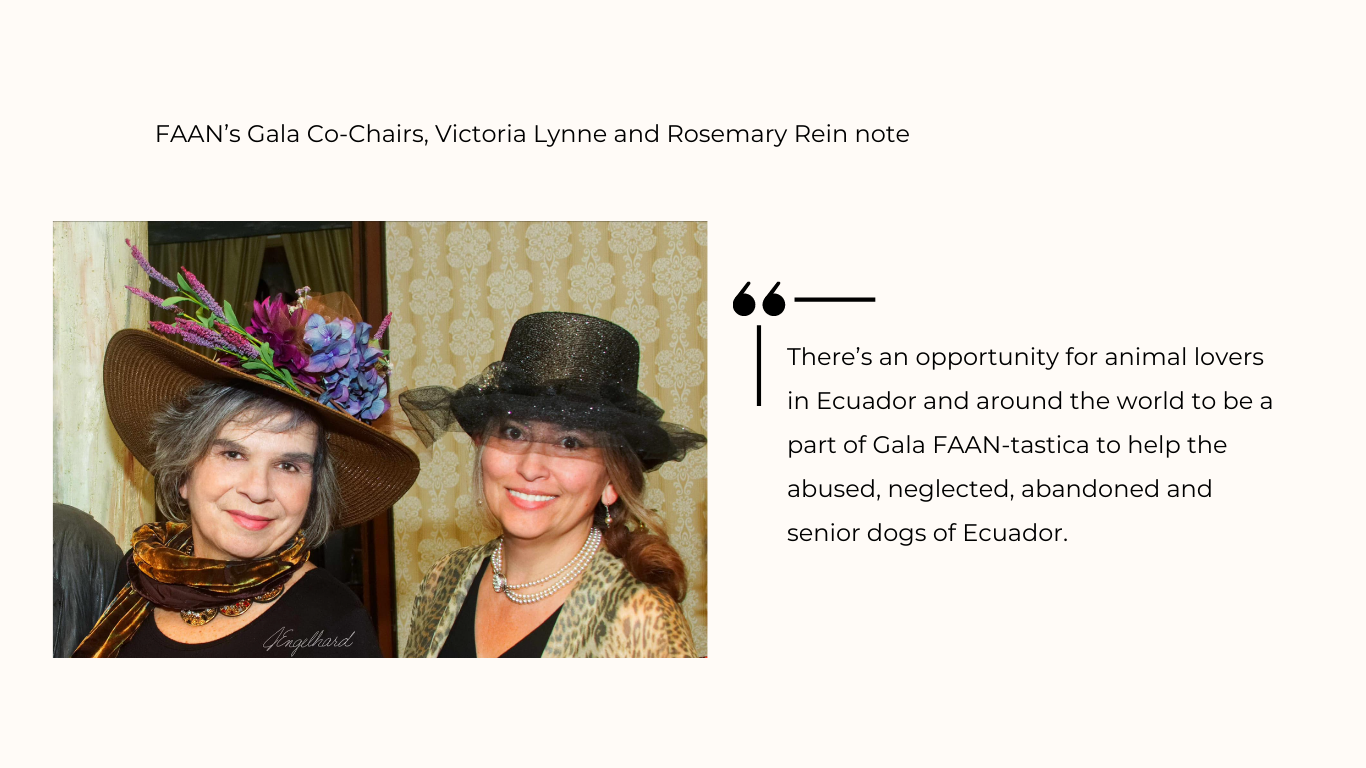 FAAN’s Gala Co-Chairs, Victoria Lynne and Rosemary Rein note
There’s an opportunity for animal lovers
in Ecuador and around the world to be a
part of Gala FAAN-tastica to help the
abused, neglected, abandoned and
senior dogs of Ecuador.
JEngelhard